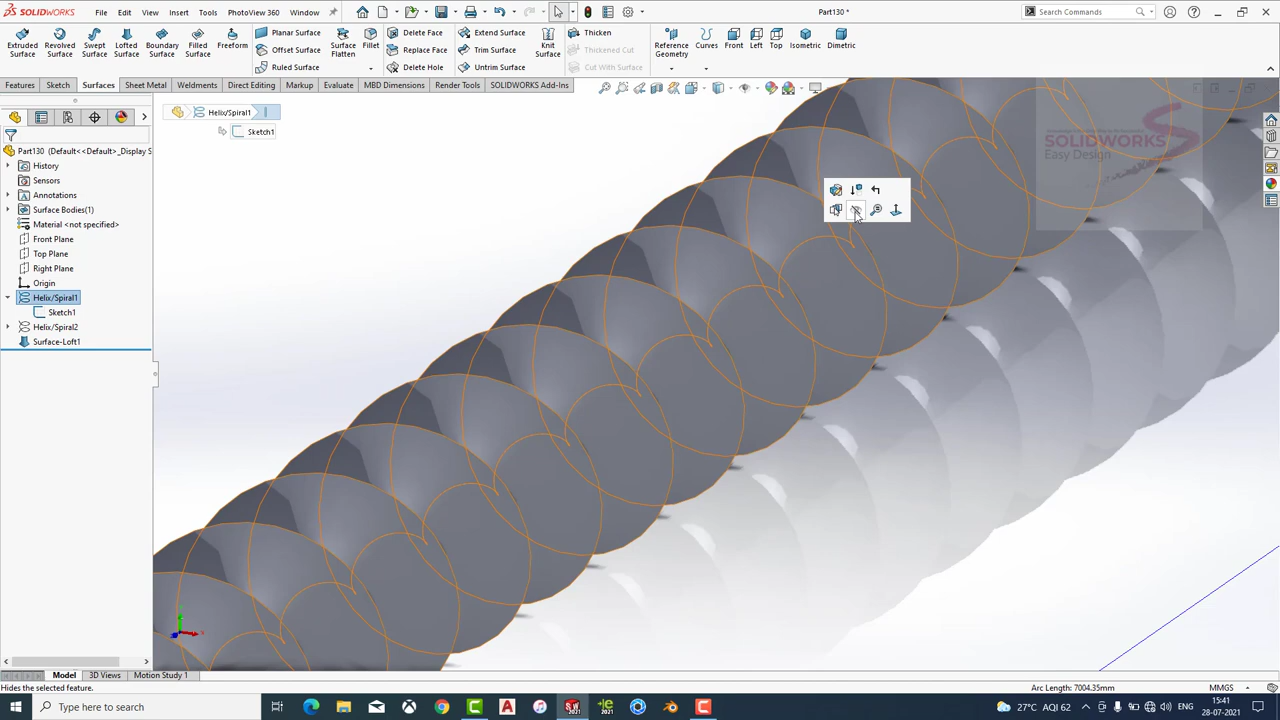 SOLIDWORKS
File
Edit
View
Insert
Tools
PhotoView 360
Window
Part130 *
Search Commands
Extruded Surface
Revolved Surface
Swept Surface
Lofted Surface
Boundary Surface
Filled Surface
Freeform
Planar Surface
Offset Surface
Ruled Surface
Surface Flatten
Fillet
Delete Face
Replace Face
Delete Hole
Extend Surface
Trim Surface
Untrim Surface
Knit Surface
Thicken
Thickened Cut
Cut With Surface
Reference Geometry
Curves
Front
Left
Top
Isometric
Dimetric
Features
Sketch
Surfaces
Sheet Metal
Weldments
Direct Editing
Markup
Evaluate
MBD Dimensions
Render Tools
SOLIDWORKS Add-Ins
Helix/Spiral1
Sketch1
SOLIDWORKS
Easy Design
Part130 (Default<<Default>_Display S
History
Sensors
Annotations
Surface Bodies(1)
Material <not specified>
Front Plane
Top Plane
Right Plane
Origin
Helix/Spiral1
Sketch1
Helix/Spiral2
Surface-Loft1
Model
3D Views
Motion Study 1
Hides the selected feature.
Arc Length: 7004.35mm
MMGS
Type here to search
2021
2021
27°C AQI 62
ENG
15:41
28-07-2021